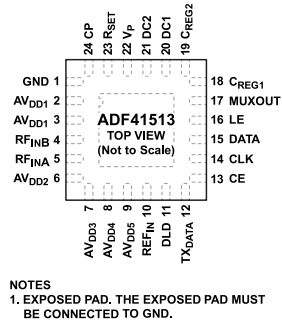 24 CP
23 RSET
22 VP
21 DC2
20 DC1
19 CREG2
GND 1
AVDD1 2
AVDD1 3
RFINB 4
RFINA 5
AVDD2 6
ADF41513
TOP VIEW
(Not to Scale)
18 CREG1
17 MUXOUT
16 LE
15 DATA
14 CLK
13 CE
AVDD3 7
AVDD4 8
AVDD5 9
REFIN 10
DLD 11
TXDATA 12
NOTES
1. EXPOSED PAD. THE EXPOSED PAD MUST
BE CONNECTED TO GND.